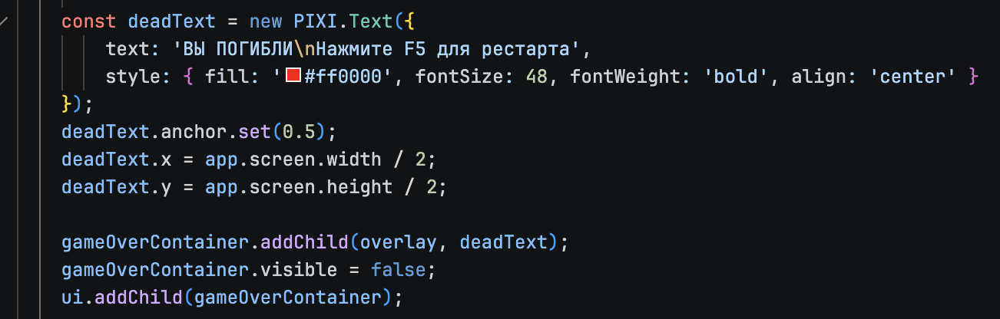 const deadText = new PIXI.Text({
text: 'ВЫ ПОГИБЛИ\nНажмите F5 для рестарта',
style: { fill: '#ff0000', fontSize: 48, fontWeight: 'bold', align: 'center' }
});
deadText.anchor.set(0.5);
deadText.x = app.screen.width / 2;
deadText.y = app.screen.height / 2;
gameOverContainer.addChild(overlay, deadText);
gameOverContainer.visible = false;
ui.addChild(gameOverContainer);